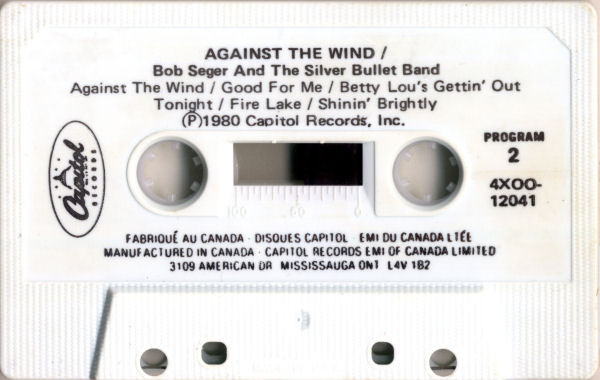 AGAINST THE WIND /
Bob Seger And The Silver Bullet Band
Against The Wind / Good For Me / Betty Lou's Gettin' Out
Tonight / Fire Lake / Shinin' Brightly
Ⓟ1980 Capitol Records, Inc.
Capitol
RECORDS
PROGRAM
2
4XOO-
12041
100 50 0
FABRIQUÉ AU CANADA · DISQUES CAPITOL · EMI DU CANADA LTÉE
MANUFACTURED IN CANADA · CAPITOL RECORDS EMI OF CANADA LIMITED
3109 AMERICAN DR MISSISSAUGA ONT L4V 1B2